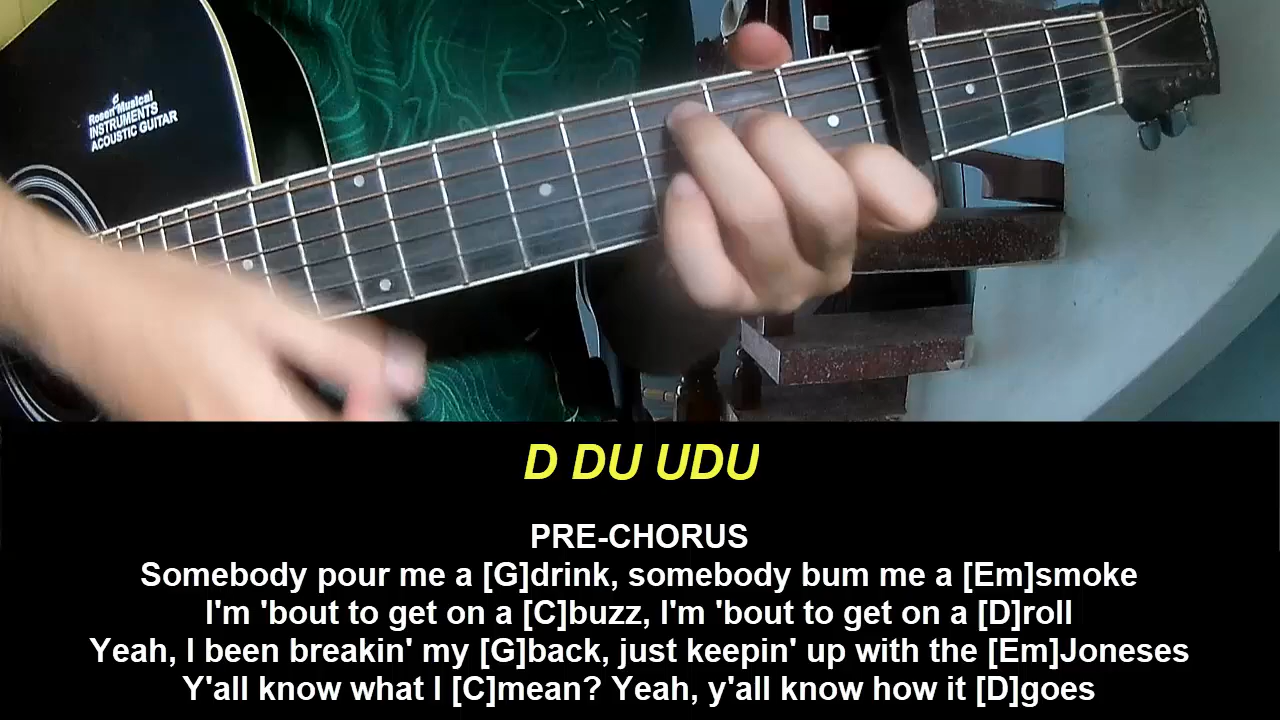 Rosen Musical
INSTRUMENTS
ACOUSTIC GUITAR
D DU UDU
PRE-CHORUS
Somebody pour me a [G]drink, somebody bum me a [Em]smoke
I'm 'bout to get on a [C]buzz, I'm 'bout to get on a [D]roll
Yeah, I been breakin' my [G]back, just keepin' up with the [Em]Joneses
Y'all know what I [C]mean? Yeah, y'all know how it [D]goes